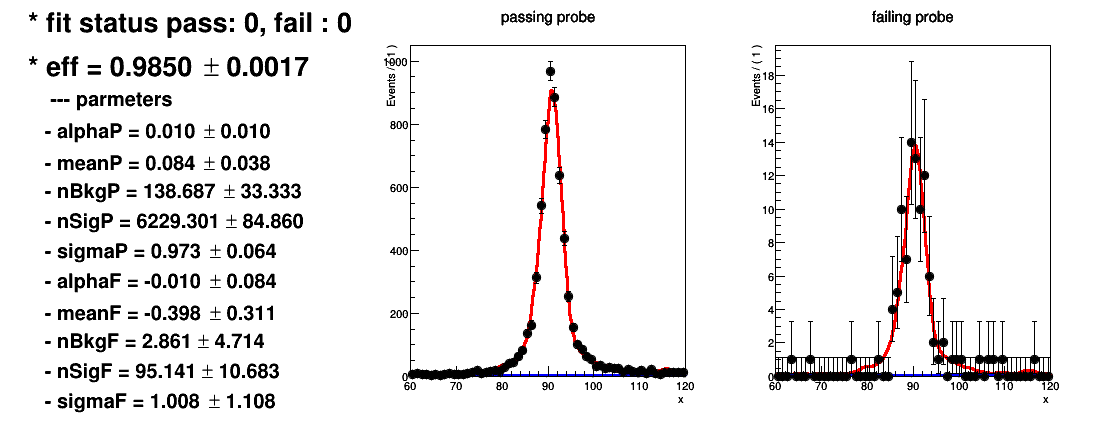 * fit status pass: 0, fail : 0
* eff = 0.9850 ± 0.0017
--- parmeters
- alphaP = 0.010 ± 0.010
- meanP = 0.084 ± 0.038
- nBkgP = 138.687 ± 33.333
- nSigP = 6229.301 ± 84.860
- sigmaP = 0.973 ± 0.064
- alphaF = -0.010 ± 0.084
- meanF = -0.398 ± 0.311
- nBkgF = 2.861 ± 4.714
- nSigF = 95.141 ± 10.683
- sigmaF = 1.008 ± 1.108
passing probe
Events / ( 1 )
1000
800
600
400
200
0
60 70 80 90 100 110 120
x
failing probe
Events / ( 1 )
18
16
14
12
10
8
6
4
2
0
60 70 80 90 100 110 120
x